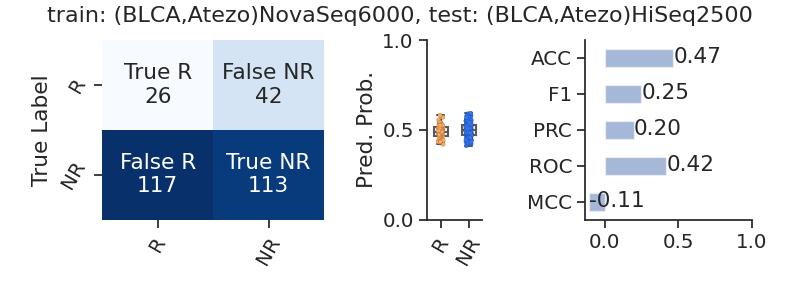 train: (BLCA,Atezo)NovaSeq6000, test: (BLCA,Atezo)HiSeq2500
True Label
R
NR
True R
26
False NR
42
False R
117
True NR
113
R
NR
Pred. Prob.
1.0
0.5
0.0
R
NR
ACC
0.47
F1
0.25
PRC
0.20
ROC
0.42
MCC
-0.11
0.0
0.5
1.0